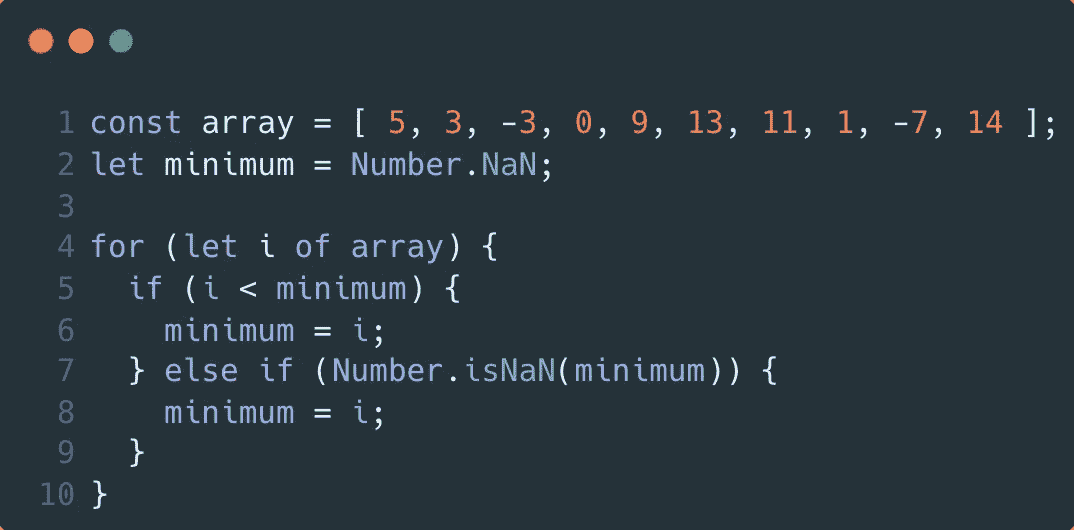 1 const array = [ 5, 3, -3, 0, 9, 13, 11, 1, -7, 14 ];
2 let minimum = Number.NaN;
3
4 for (let i of array) {
5   if (i < minimum) {
6     minimum = i;
7   } else if (Number.isNaN(minimum)) {
8     minimum = i;
9   }
10 }